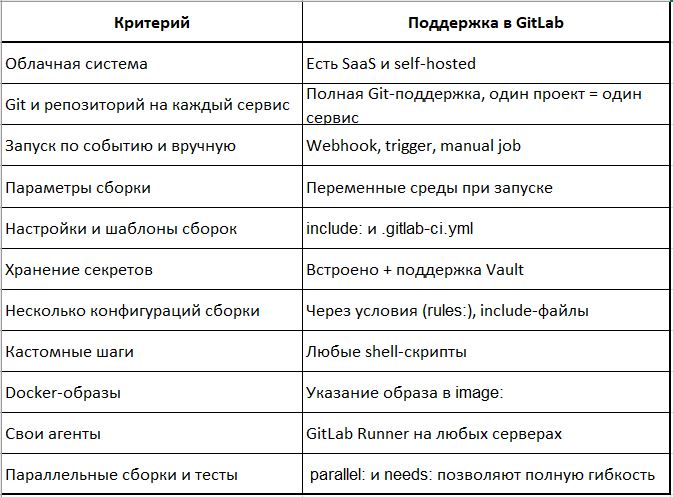 Критерий Поддержка в GitLab
Облачная система Есть SaaS и self-hosted
Git и репозиторий на каждый сервис Полная Git-поддержка, один проект = один
сервис
Запуск по событию и вручную Webhook, trigger, manual job
Параметры сборки Переменные среды при запуске
Настройки и шаблоны сборок include: и .gitlab-ci.yml
Хранение секретов Встроено + поддержка Vault
Несколько конфигураций сборки Через условия (rules:), include-файлы
Кастомные шаги Любые shell-скрипты
Docker-образы Указание образа в image:
Свои агенты GitLab Runner на любых серверах
Параллельные сборки и тесты parallel: и needs: позволяют полную гибкость